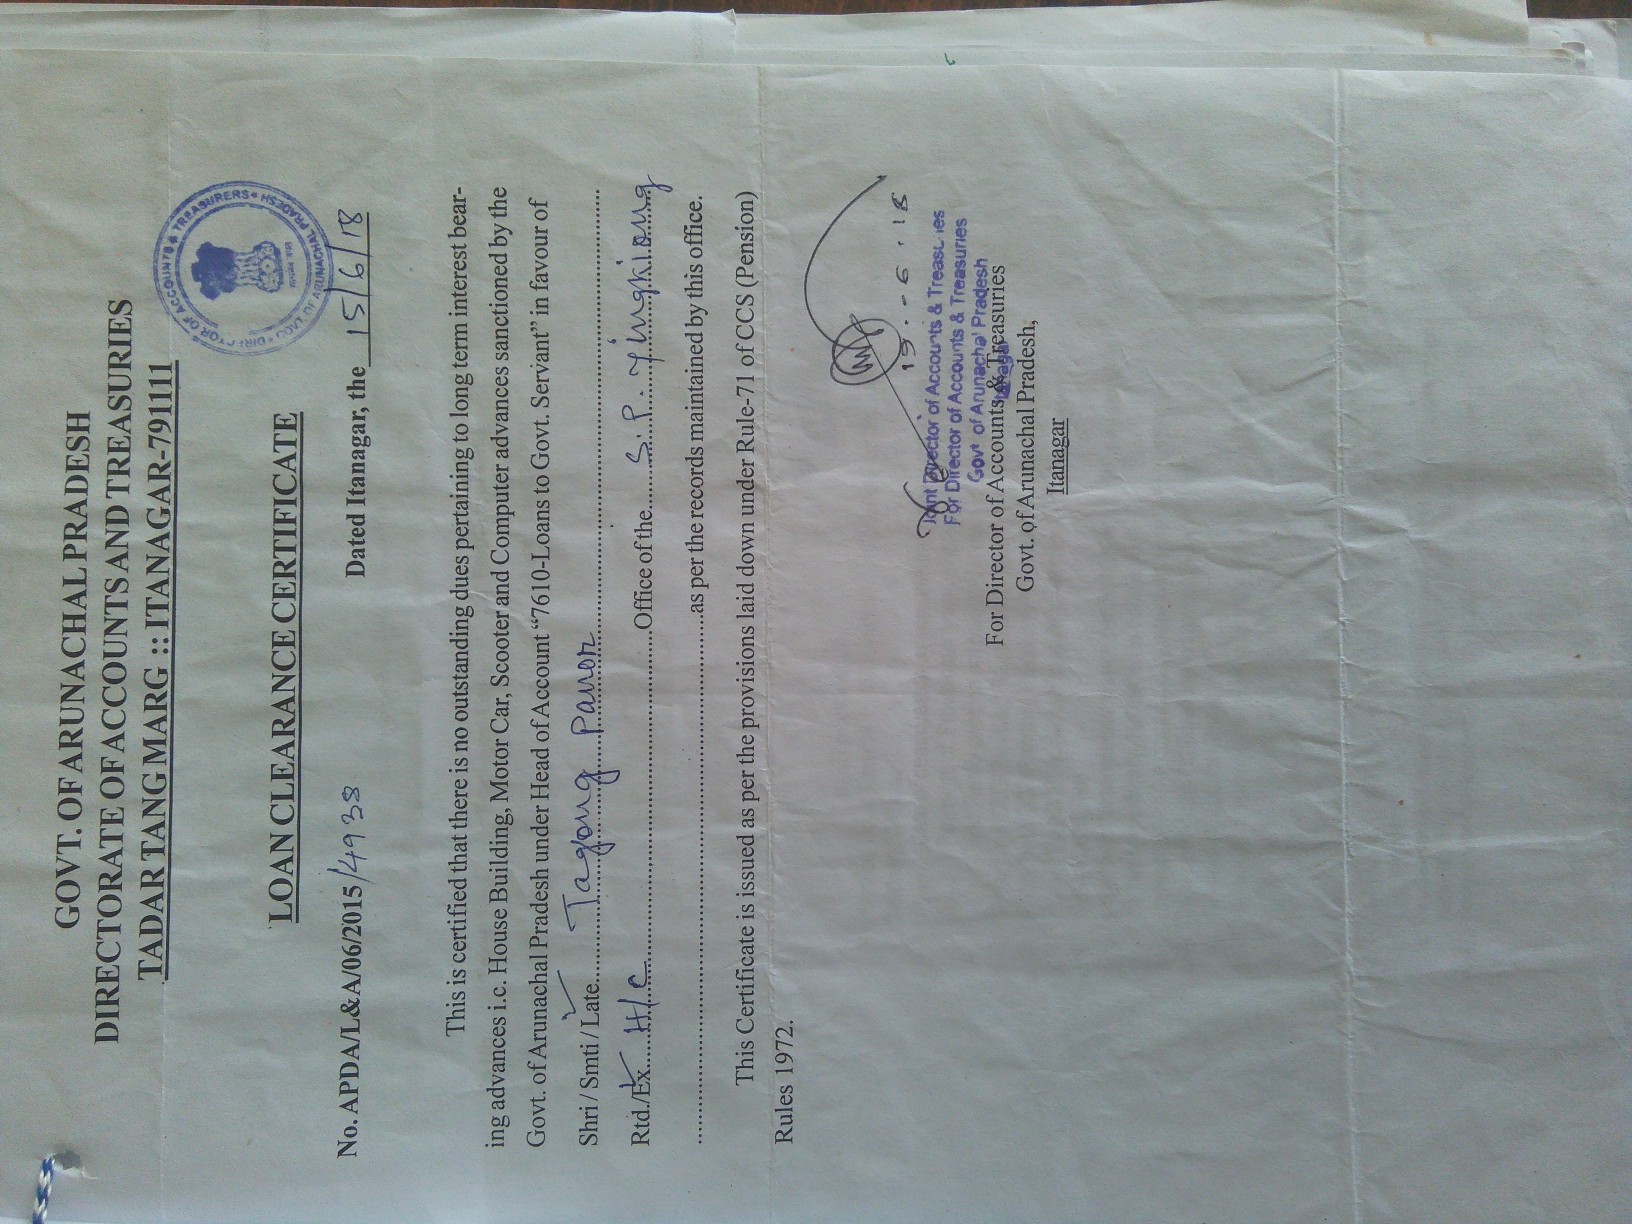 GOVT. OF ARUNACHAL PRADESH
DIRECTORATE OF ACCOUNTS AND TREASURIES
TADAR TANG MARG :: ITANAGAR-791111
DIRECTOR OF ACCOUNTS & TREASURERS * ARUNACHAL PRADESH *
LOAN CLEARANCE CERTIFICATE
No. APDA/L&A/06/2015/4938 Dated Itanagar, the 15/6/18
This is certified that there is no outstanding dues pertaining to long term interest bear-
ing advances i.c. House Building, Motor Car, Scooter and Computer advances sanctioned by the
Govt. of Arunachal Pradesh under Head of Account “7610-Loans to Govt. Servant” in favour of
Shri / Smti / Late Tagong Panor
Rtd./Ex. H/C Office of the S.P. Yingkiong
as per the records maintained by this office.
This Certificate is issued as per the provisions laid down under Rule-71 of CCS (Pension)
Rules 1972.
19.-6.18
Joint Director of Accounts & Treasuries
For Director of Accounts & Treasuries
Govt of Arunachal Pradesh
For Director of Accounts & Treasuries
Govt. of Arunachal Pradesh,
Itanagar